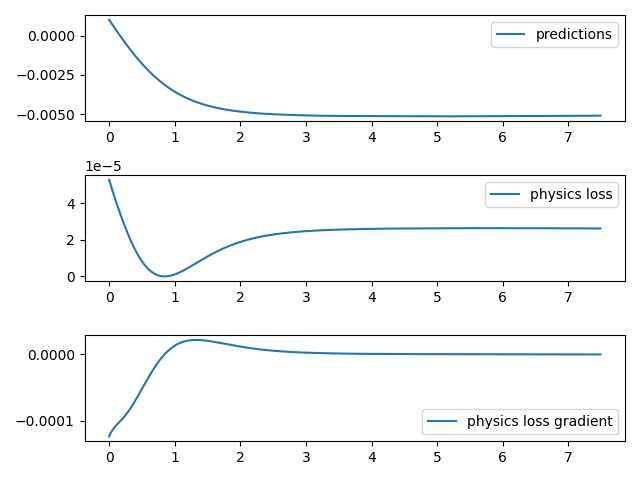 0.0000
−0.0025
−0.0050
predictions
0 1 2 3 4 5 6 7
1e−5
4
2
0
physics loss
0 1 2 3 4 5 6 7
0.0000
−0.0001
physics loss gradient
0 1 2 3 4 5 6 7